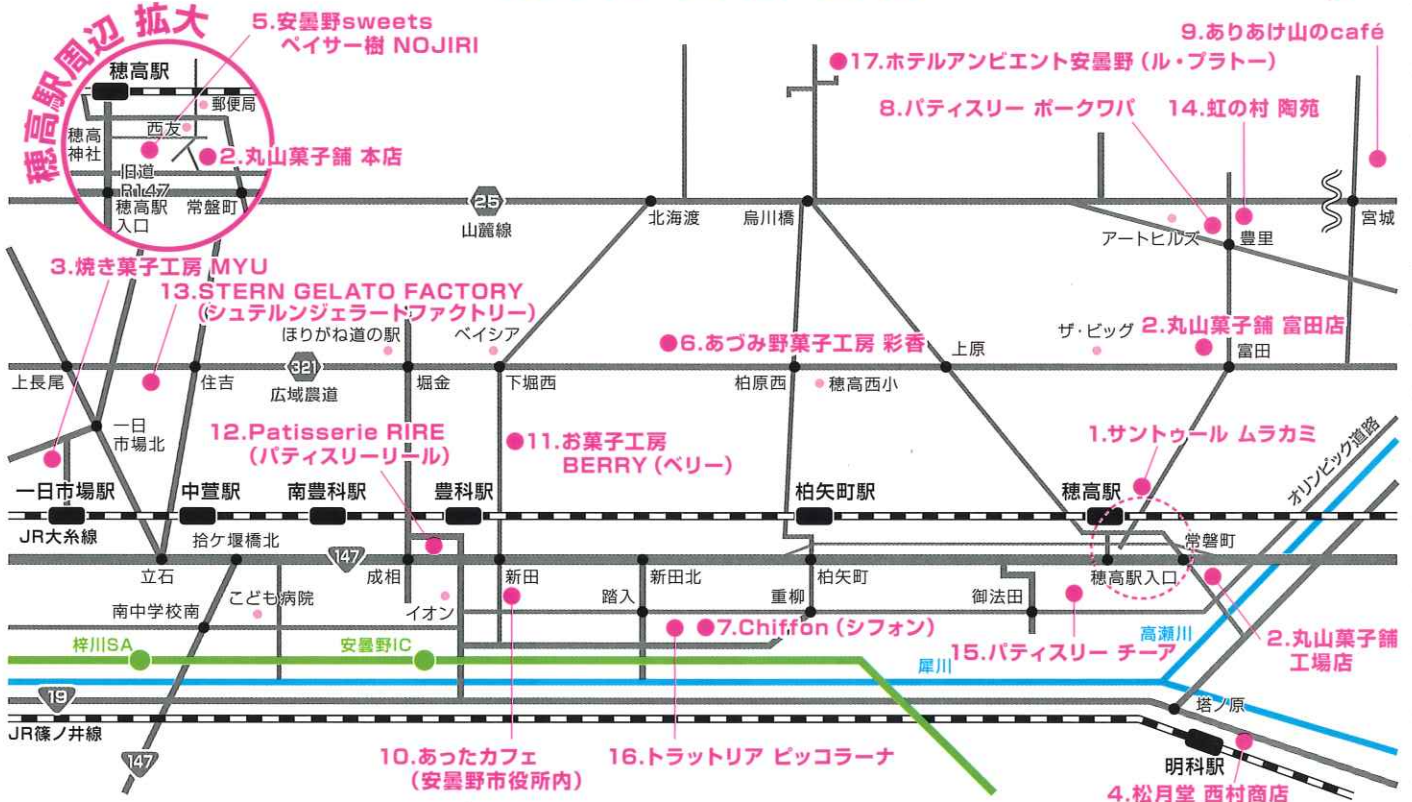 穂高駅周辺 拡大
穂高駅
郵便局
西友
穂高
神社
旧道
R147
穂高駅
入口
常盤町
5.安曇野sweets
ペイサー樹 NOJIRI
2.丸山菓子舗 本店
17.ホテルアンビエント安曇野(ル・プラトー)
9.ありあけ山のcafé
8.パティスリー ポークワパ
14.虹の村 陶苑
25
山麓線
北海渡
烏川橋
アートヒルズ
豊里
宮城
3.焼き菓子工房 MYU
13.STERN GELATO FACTORY
(シュテルンジェラートファクトリー)
ほりがね道の駅
ベイシア
6.あづみ野菓子工房 彩香
上原
ザ・ビッグ
2.丸山菓子舗 富田店
富田
上長尾
住吉
321
広域農道
堀金
下堀西
柏原西
穂高西小
一日
市場北
12.Patisserie RIRE
(パティスリーリール)
11.お菓子工房
BERRY(ベリー)
1.サントゥール ムラカミ
オリンピック道路
一日市場駅
中萱駅
南豊科駅
豊科駅
柏矢町駅
穂高駅
JR大糸線
拾ケ堰橋北
147
常盤町
立石
成相
新田
新田北
柏矢町
穂高駅入口
南中学校南
こども病院
イオン
踏入
重柳
御法田
7.Chiffon(シフォン)
15.パティスリー チーア
高瀬川
2.丸山菓子舗
工場店
梓川SA
安曇野IC
犀川
19
塔ノ原
JR篠ノ井線
147
10.あったカフェ
(安曇野市役所内)
16.トラットリア ピッコラーナ
明科駅
4.松月堂 西村商店